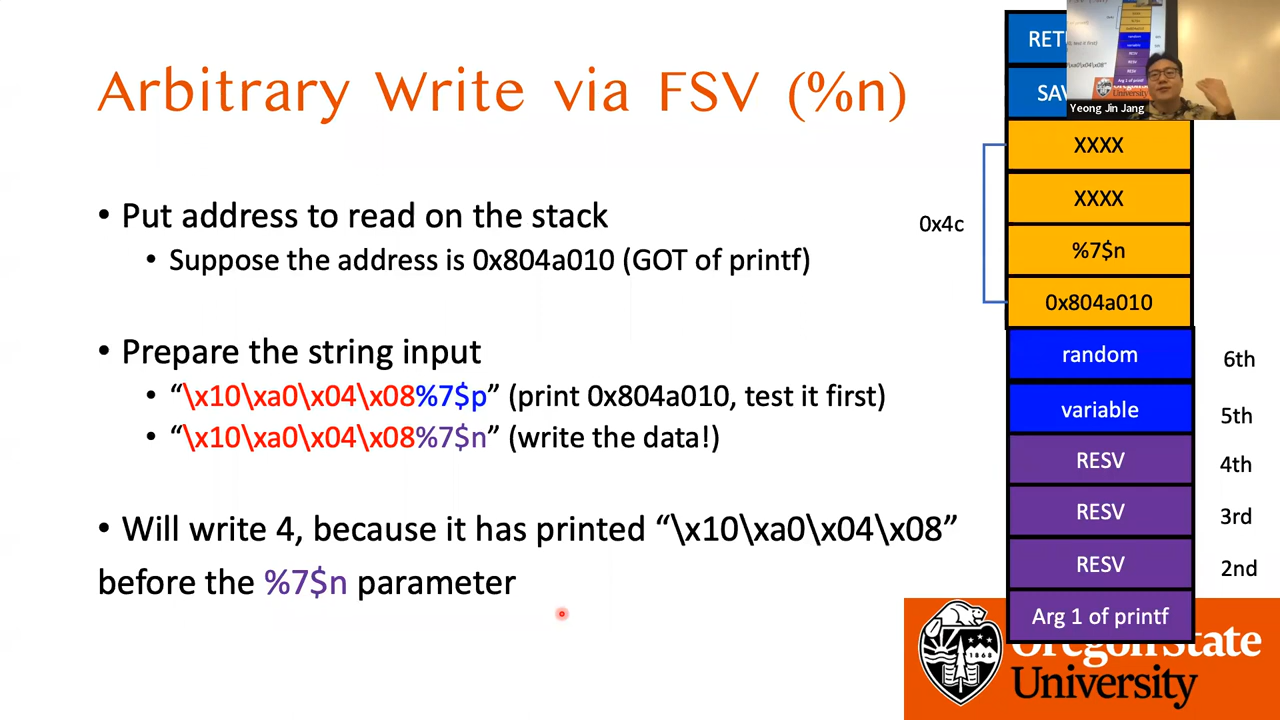 Arbitrary Write via FSV (%n)
• Put address to read on the stack
• Suppose the address is 0x804a010 (GOT of printf)
• Prepare the string input
• “\x10\xa0\x04\x08%7$p” (print 0x804a010, test it first)
• “\x10\xa0\x04\x08%7$n” (write the data!)
• Will write 4, because it has printed “\x10\xa0\x04\x08”
before the %7$n parameter
Yeong Jin Jang
XXXX
XXXX
0x4c
%7$n
0x804a010
random 6th
variable 5th
RESV 4th
RESV 3rd
RESV 2nd
Arg 1 of printf
Oregon State
University
1868